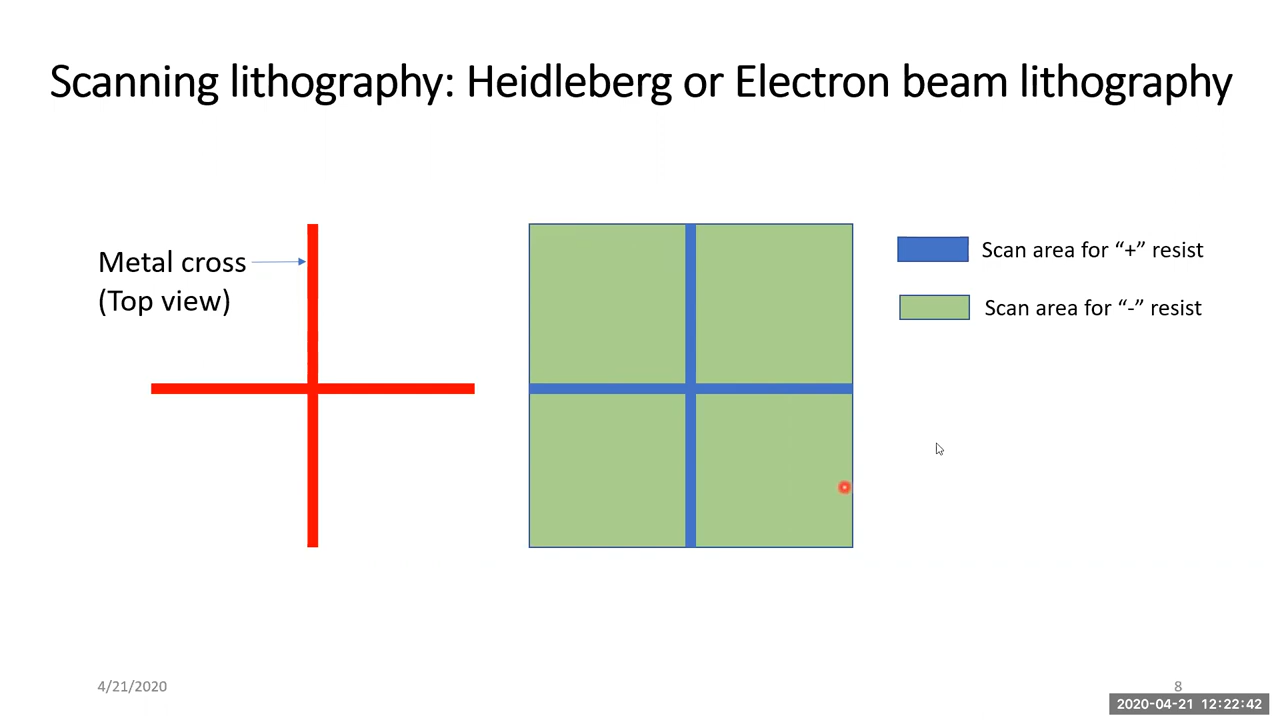 Scanning lithography: Heidleberg or Electron beam lithography
Metal cross
(Top view)
Scan area for “+” resist
Scan area for “-” resist
4/21/2020
8
2020-04-21 12:22:42